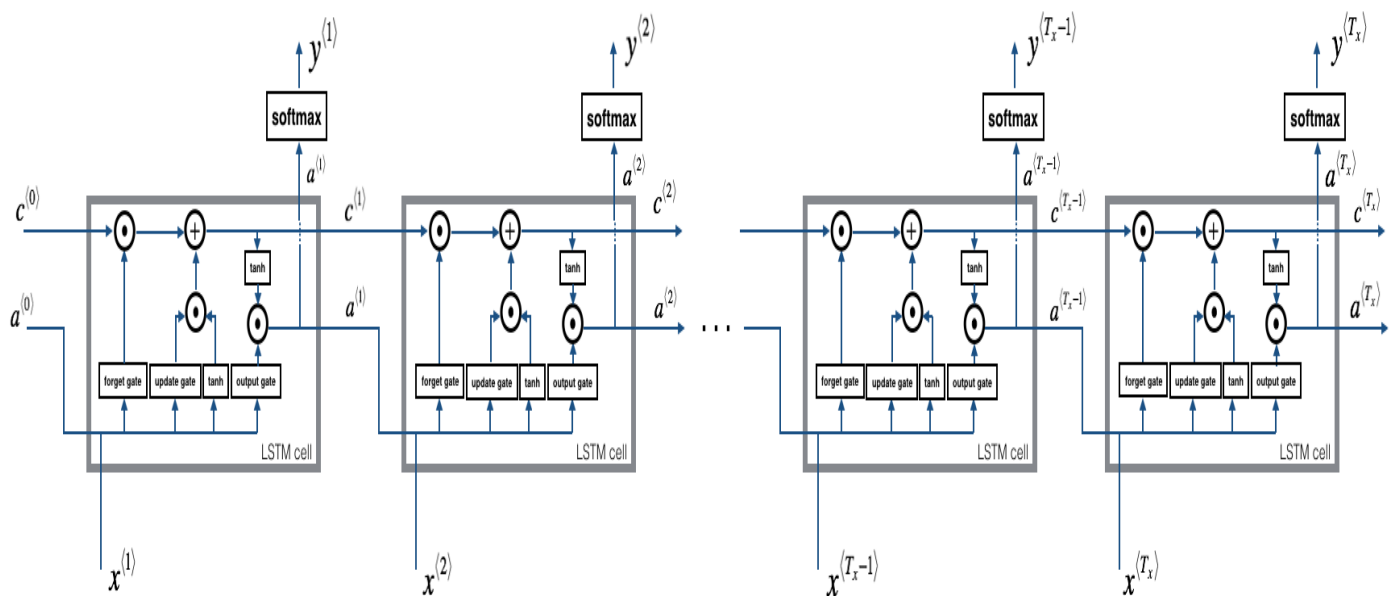 y⟨1⟩ y⟨2⟩ y⟨Tx−1⟩ y⟨Tx⟩
softmax softmax softmax softmax
a⟨1⟩ a⟨2⟩ a⟨Tx−1⟩ a⟨Tx⟩
c⟨0⟩ c⟨1⟩ c⟨2⟩ c⟨Tx−1⟩ c⟨Tx⟩
+ + + +
tanh tanh tanh tanh
a⟨0⟩ a⟨1⟩ a⟨2⟩ . . . a⟨Tx−1⟩ a⟨Tx⟩
forget gate update gate tanh output gate forget gate update gate tanh output gate forget gate update gate tanh output gate forget gate update gate tanh output gate
LSTM cell LSTM cell LSTM cell LSTM cell
x⟨1⟩ x⟨2⟩ x⟨Tx−1⟩ x⟨Tx⟩